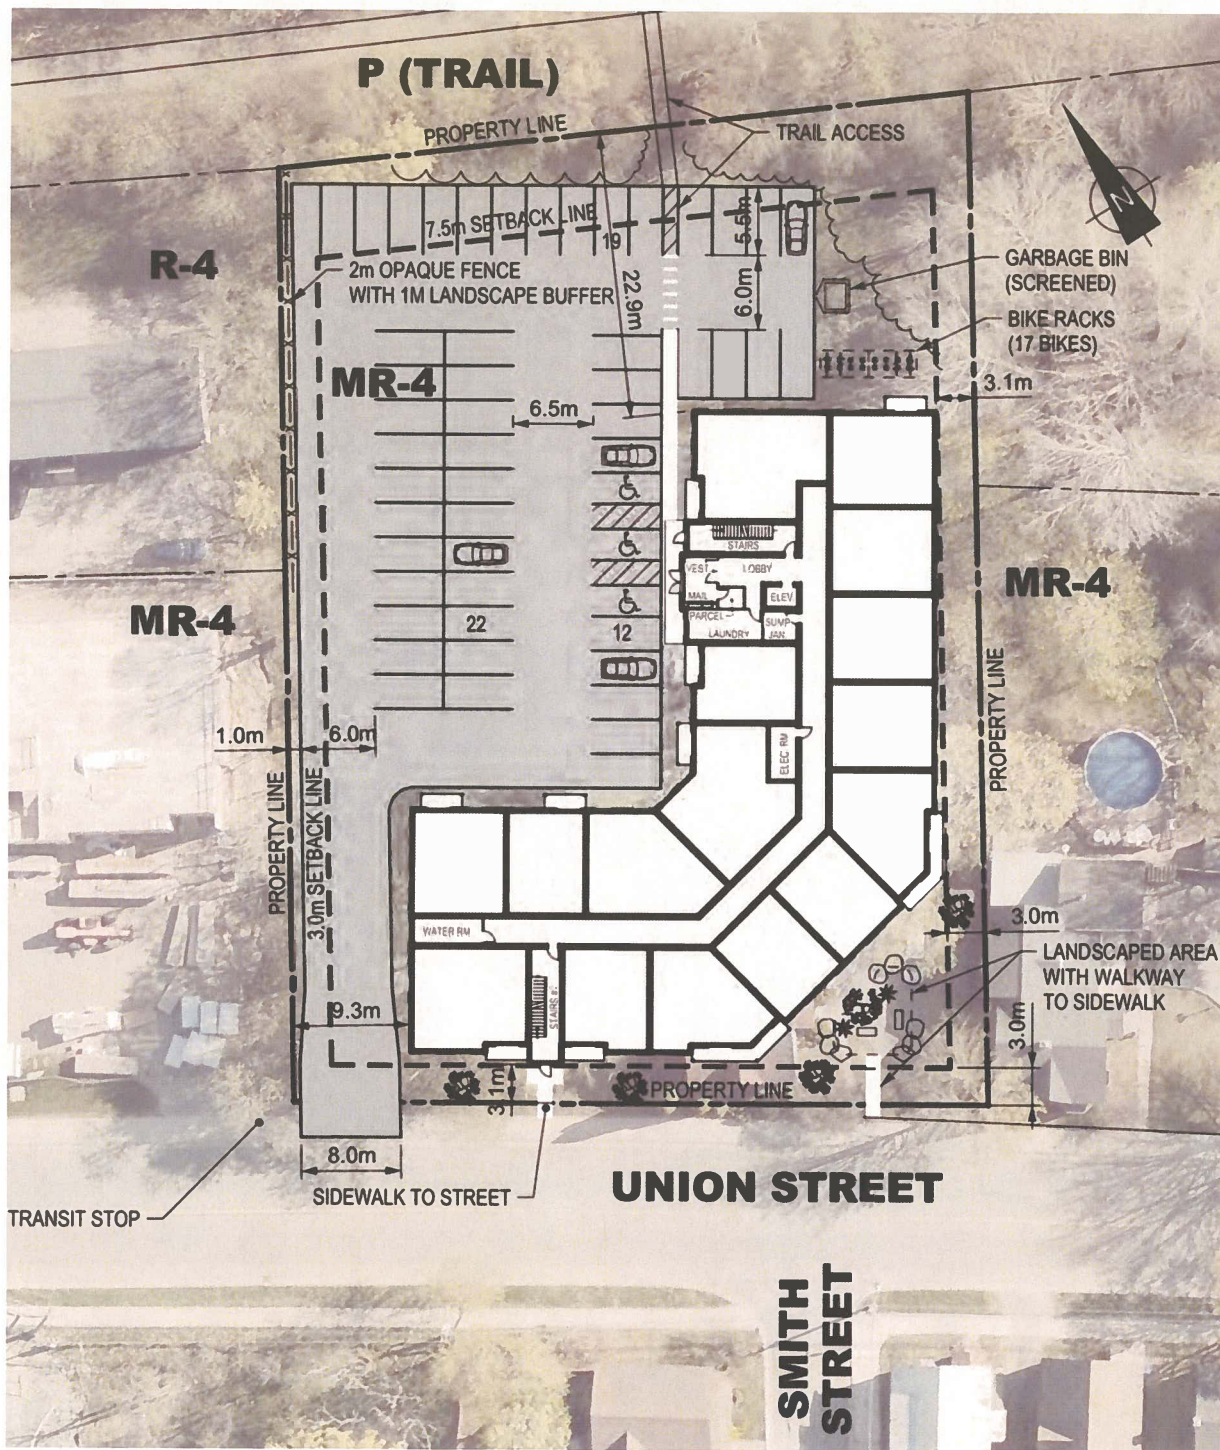 P (TRAIL)
PROPERTY LINE
TRAIL ACCESS
N
R-4
7.5m SETBACK LINE
19
5.5m
2m OPAQUE FENCE
WITH 1M LANDSCAPE BUFFER
22.9m
6.0m
GARBAGE BIN
(SCREENED)
BIKE RACKS
(17 BIKES)
MR-4
6.5m
3.1m
STAIRS
VEST
LOBBY
MAIL
ELEV
PARCEL
LAUNDRY
SUMP
JAN
MR-4
22
12
MR-4
PROPERTY LINE
1.0m
6.0m
ELEC RM
PROPERTY LINE
3.0m SETBACK LINE
WATER RM
STAIRS
3.0m
LANDSCAPED AREA
WITH WALKWAY
TO SIDEWALK
9.3m
3.0m
3.1m
PROPERTY LINE
8.0m
SIDEWALK TO STREET
UNION STREET
TRANSIT STOP
SMITH
STREET